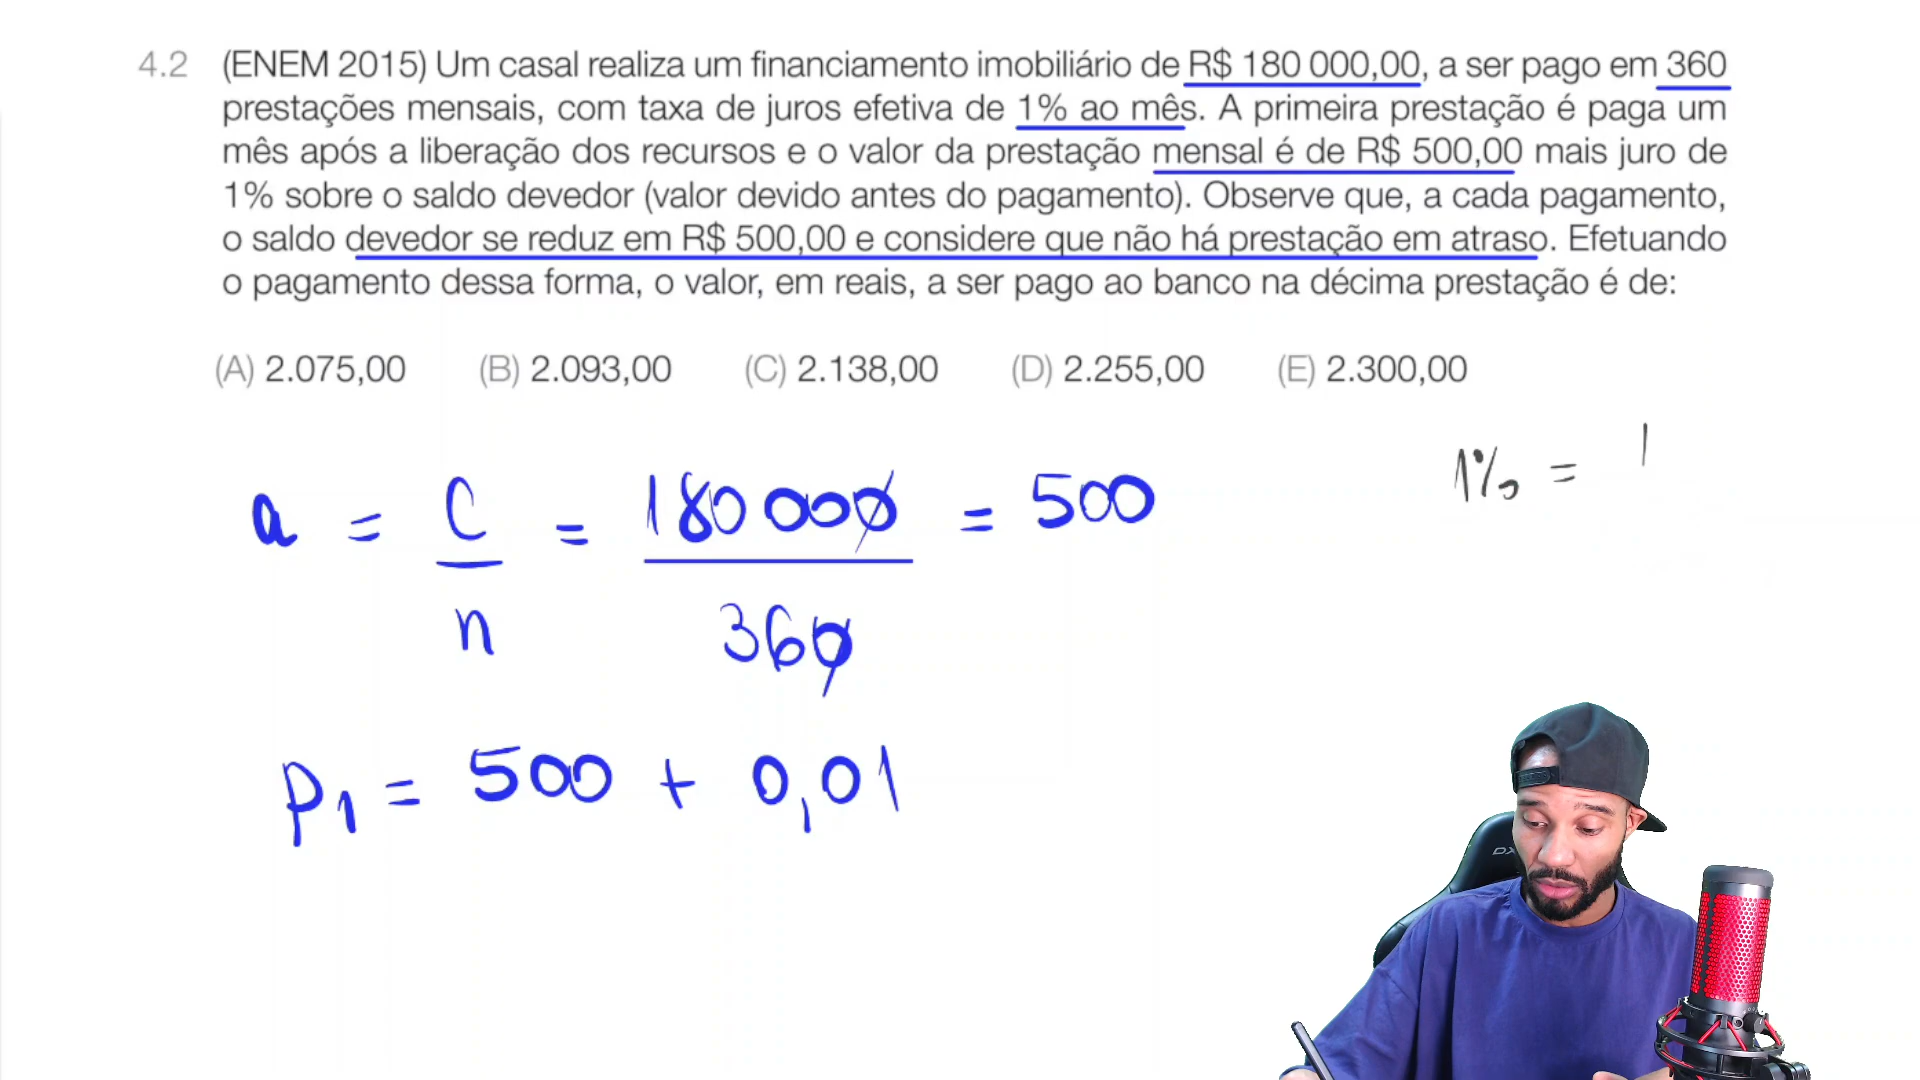 4.2 (ENEM 2015) Um casal realiza um financiamento imobiliário de R$ 180 000,00, a ser pago em 360
prestações mensais, com taxa de juros efetiva de 1% ao mês. A primeira prestação é paga um
mês após a liberação dos recursos e o valor da prestação mensal é de R$ 500,00 mais juro de
1% sobre o saldo devedor (valor devido antes do pagamento). Observe que, a cada pagamento,
o saldo devedor se reduz em R$ 500,00 e considere que não há prestação em atraso. Efetuando
o pagamento dessa forma, o valor, em reais, a ser pago ao banco na décima prestação é de:
(A) 2.075,00 (B) 2.093,00 (C) 2.138,00 (D) 2.255,00 (E) 2.300,00
1% = 1
a = C / n = 180 000 / 360 = 500
p1 = 500 + 0,01
DX